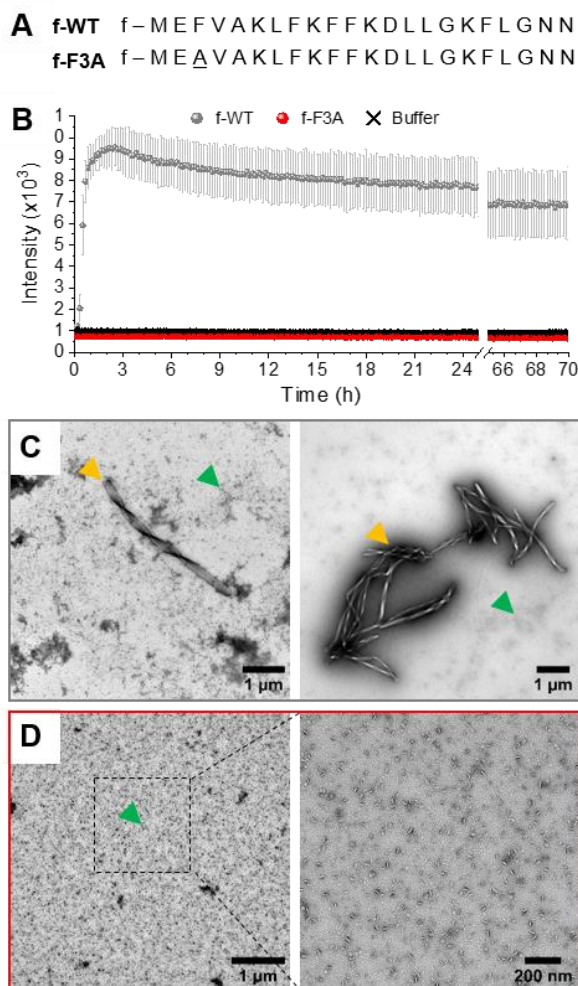 A
f-WT f–MEFVAKLFKFFKDLLGKFLGNN
f-F3A f–MEAVAKLFKFFKDLLGKFLGNN
B
f-WT f-F3A Buffer
Intensity (x10³)
1
0
9
8
7
6
5
4
3
2
1
0
0 3 6 9 12 15 18 21 24 66 68 70
Time (h)
C
1 µm
1 µm
D
1 µm
200 nm